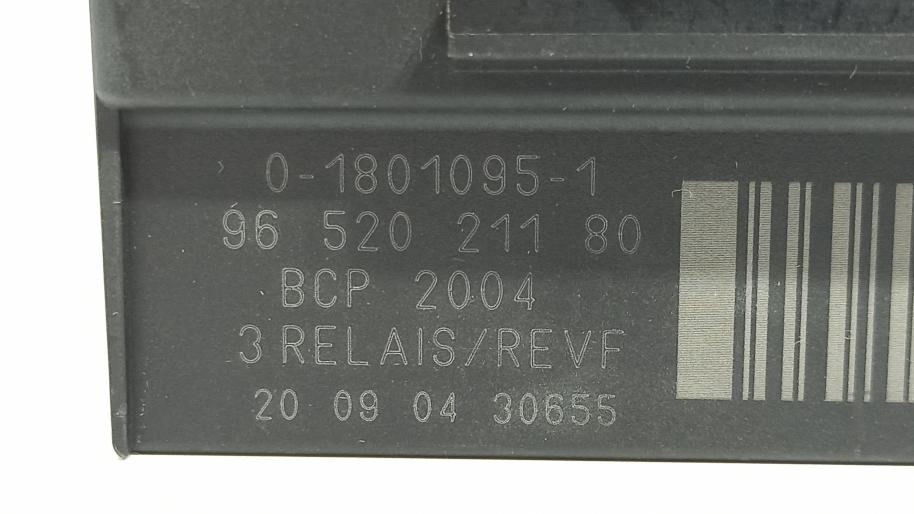 0-1801095-1
96 520 211 80
BCP 2004
3 RELAIS/REVF
20 09 04 30655